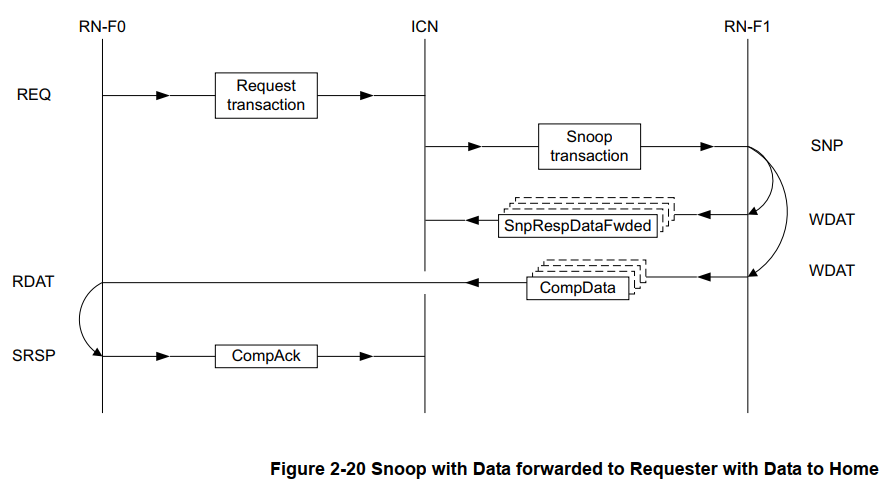 RN-F0 ICN RN-F1
REQ
Request
transaction
Snoop
transaction
SNP
SnpRespDataFwded
WDAT
WDAT
RDAT
CompData
SRSP
CompAck
Figure 2-20 Snoop with Data forwarded to Requester with Data to Home